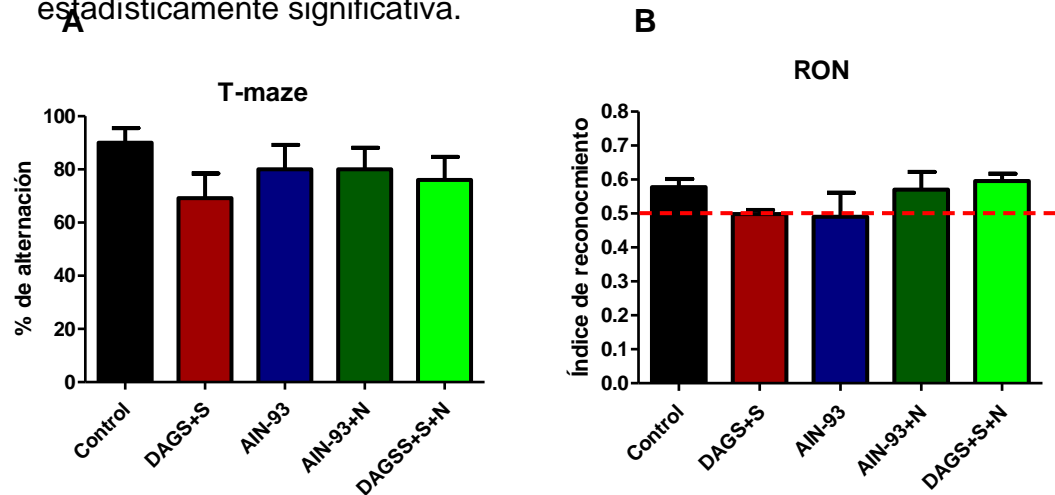 estadísticamente significativa.
A
B
T-maze
% de alternación
100
80
60
40
20
0
Control
DAGS+S
AIN-93
AIN-93+N
DAGSS+S+N
RON
Índice de reconocmiento
0.8
0.7
0.6
0.5
0.4
0.3
0.2
0.1
0.0
Control
DAGS+S
AIN-93
AIN-93+N
DAGS+S+N